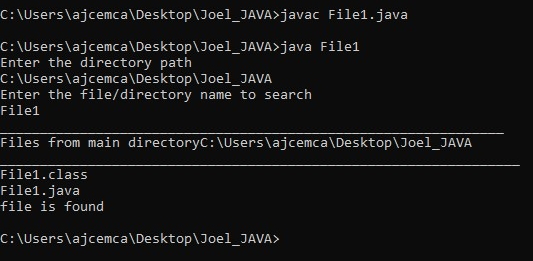 C:\Users\ajcemca\Desktop\Joel_JAVA>javac File1.java
C:\Users\ajcemca\Desktop\Joel_JAVA>java File1
Enter the directory path
C:\Users\ajcemca\Desktop\Joel_JAVA
Enter the file/directory name to search
File1
_______________________________________________________________
Files from main directoryC:\Users\ajcemca\Desktop\Joel_JAVA
_________________________________________________________________
File1.class
File1.java
file is found
C:\Users\ajcemca\Desktop\Joel_JAVA>